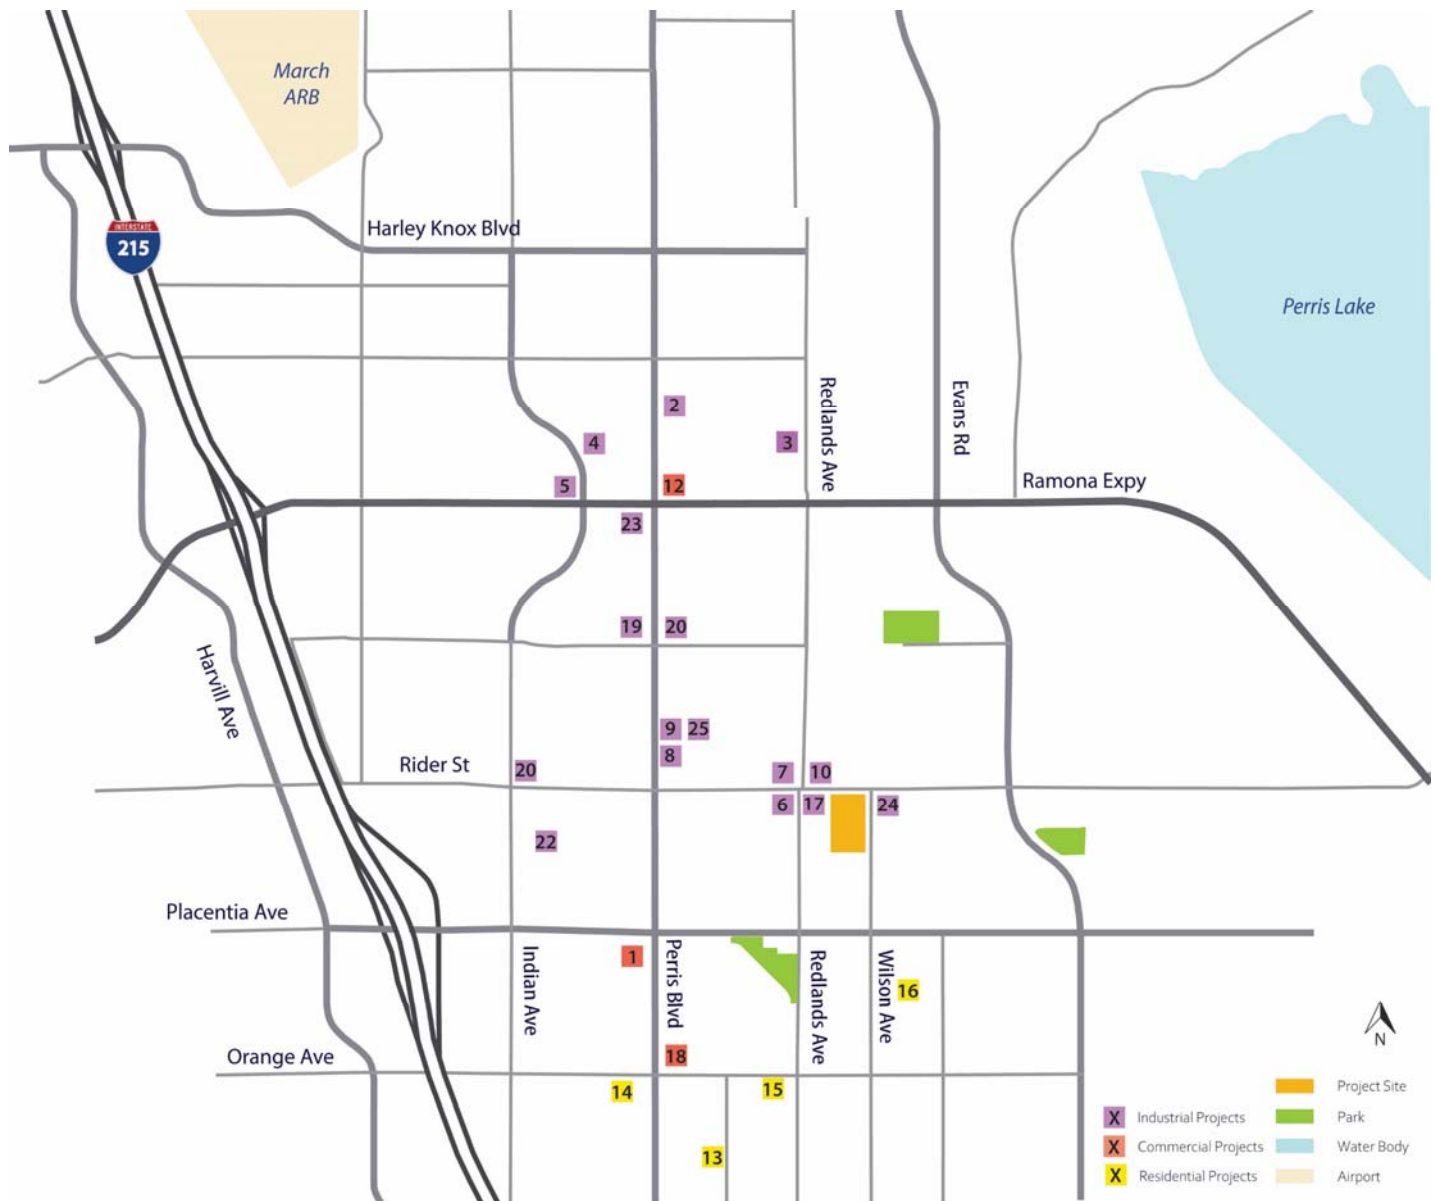 March
ARB
Harley Knox Blvd
INTERSTATE
215
Perris Lake
Redlands Ave
Evans Rd
2
4
3
5
12
Ramona Expy
23
19
20
Harvill Ave
9
25
8
Rider St
20
7
10
6
17
24
22
Placentia Ave
1
Indian Ave
Perris Blvd
Redlands Ave
Wilson Ave
16
Orange Ave
18
14
15
13
N
Project Site
X Industrial Projects
Park
X Commercial Projects
Water Body
X Residential Projects
Airport